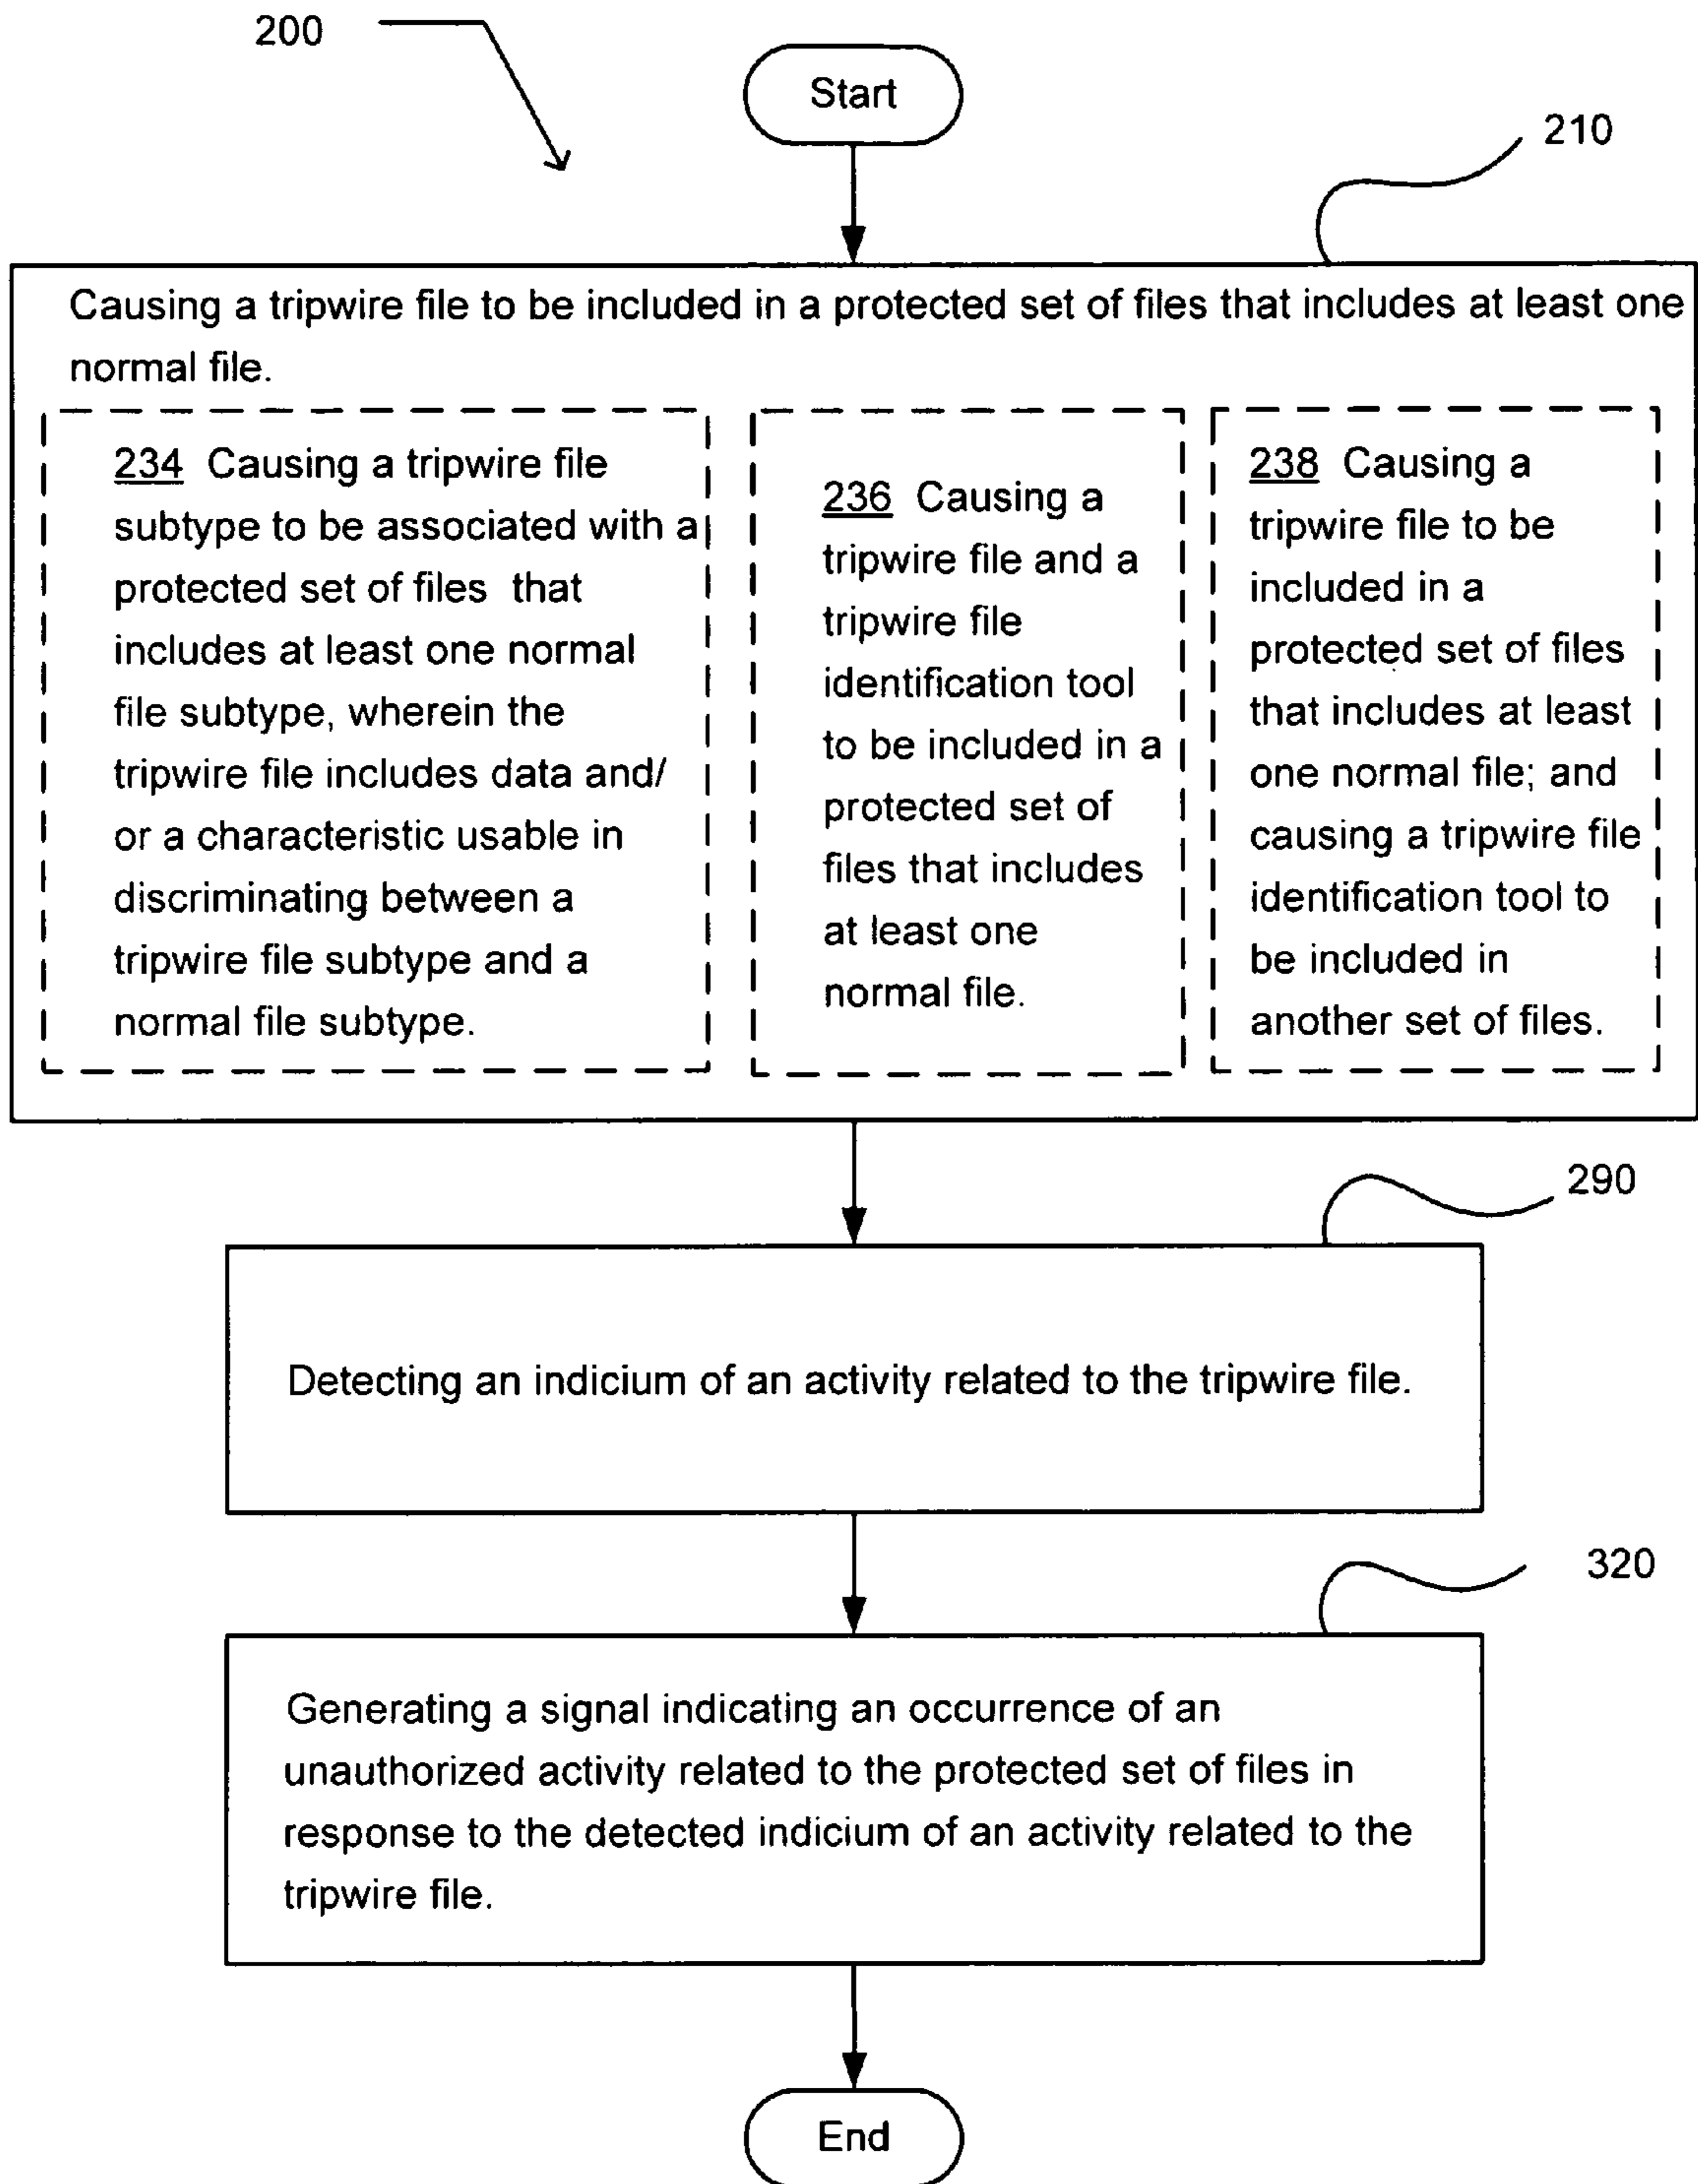 200
Start
210
Causing a tripwire file to be included in a protected set of files that includes at least one
normal file.
234 Causing a tripwire file
subtype to be associated with a
protected set of files that
includes at least one normal
file subtype, wherein the
tripwire file includes data and/
or a characteristic usable in
discriminating between a
tripwire file subtype and a
normal file subtype.
236 Causing a
tripwire file and a
tripwire file
identification tool
to be included in a
protected set of
files that includes
at least one
normal file.
238 Causing a
tripwire file to be
included in a
protected set of files
that includes at least
one normal file; and
causing a tripwire file
identification tool to
be included in
another set of files.
290
Detecting an indicium of an activity related to the tripwire file.
320
Generating a signal indicating an occurrence of an
unauthorized activity related to the protected set of files in
response to the detected indicium of an activity related to the
tripwire file.
End